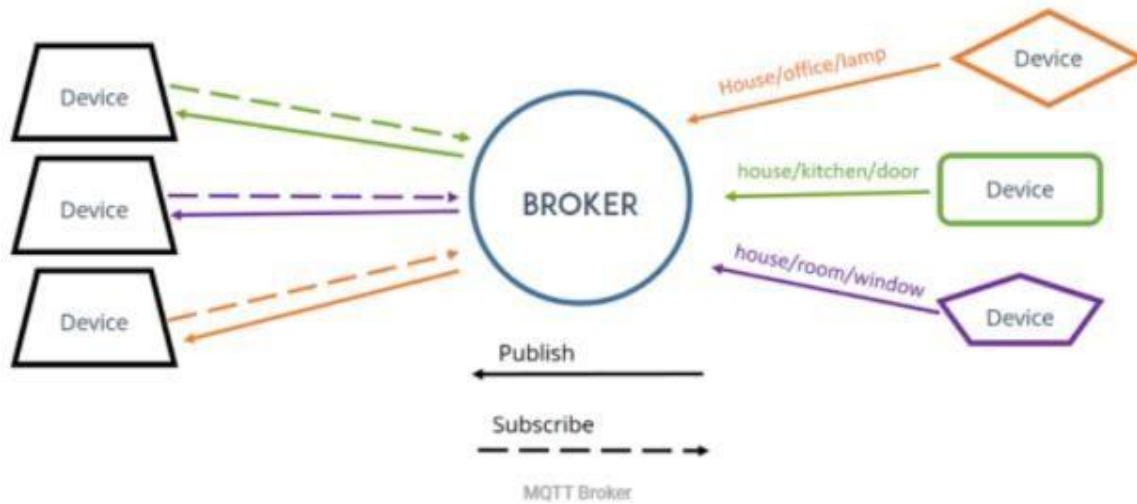 Device
House/office/lamp
Device
Device
BROKER
house/kitchen/door
Device
Device
house/room/window
Device
Publish
Subscribe
MQTT Broker